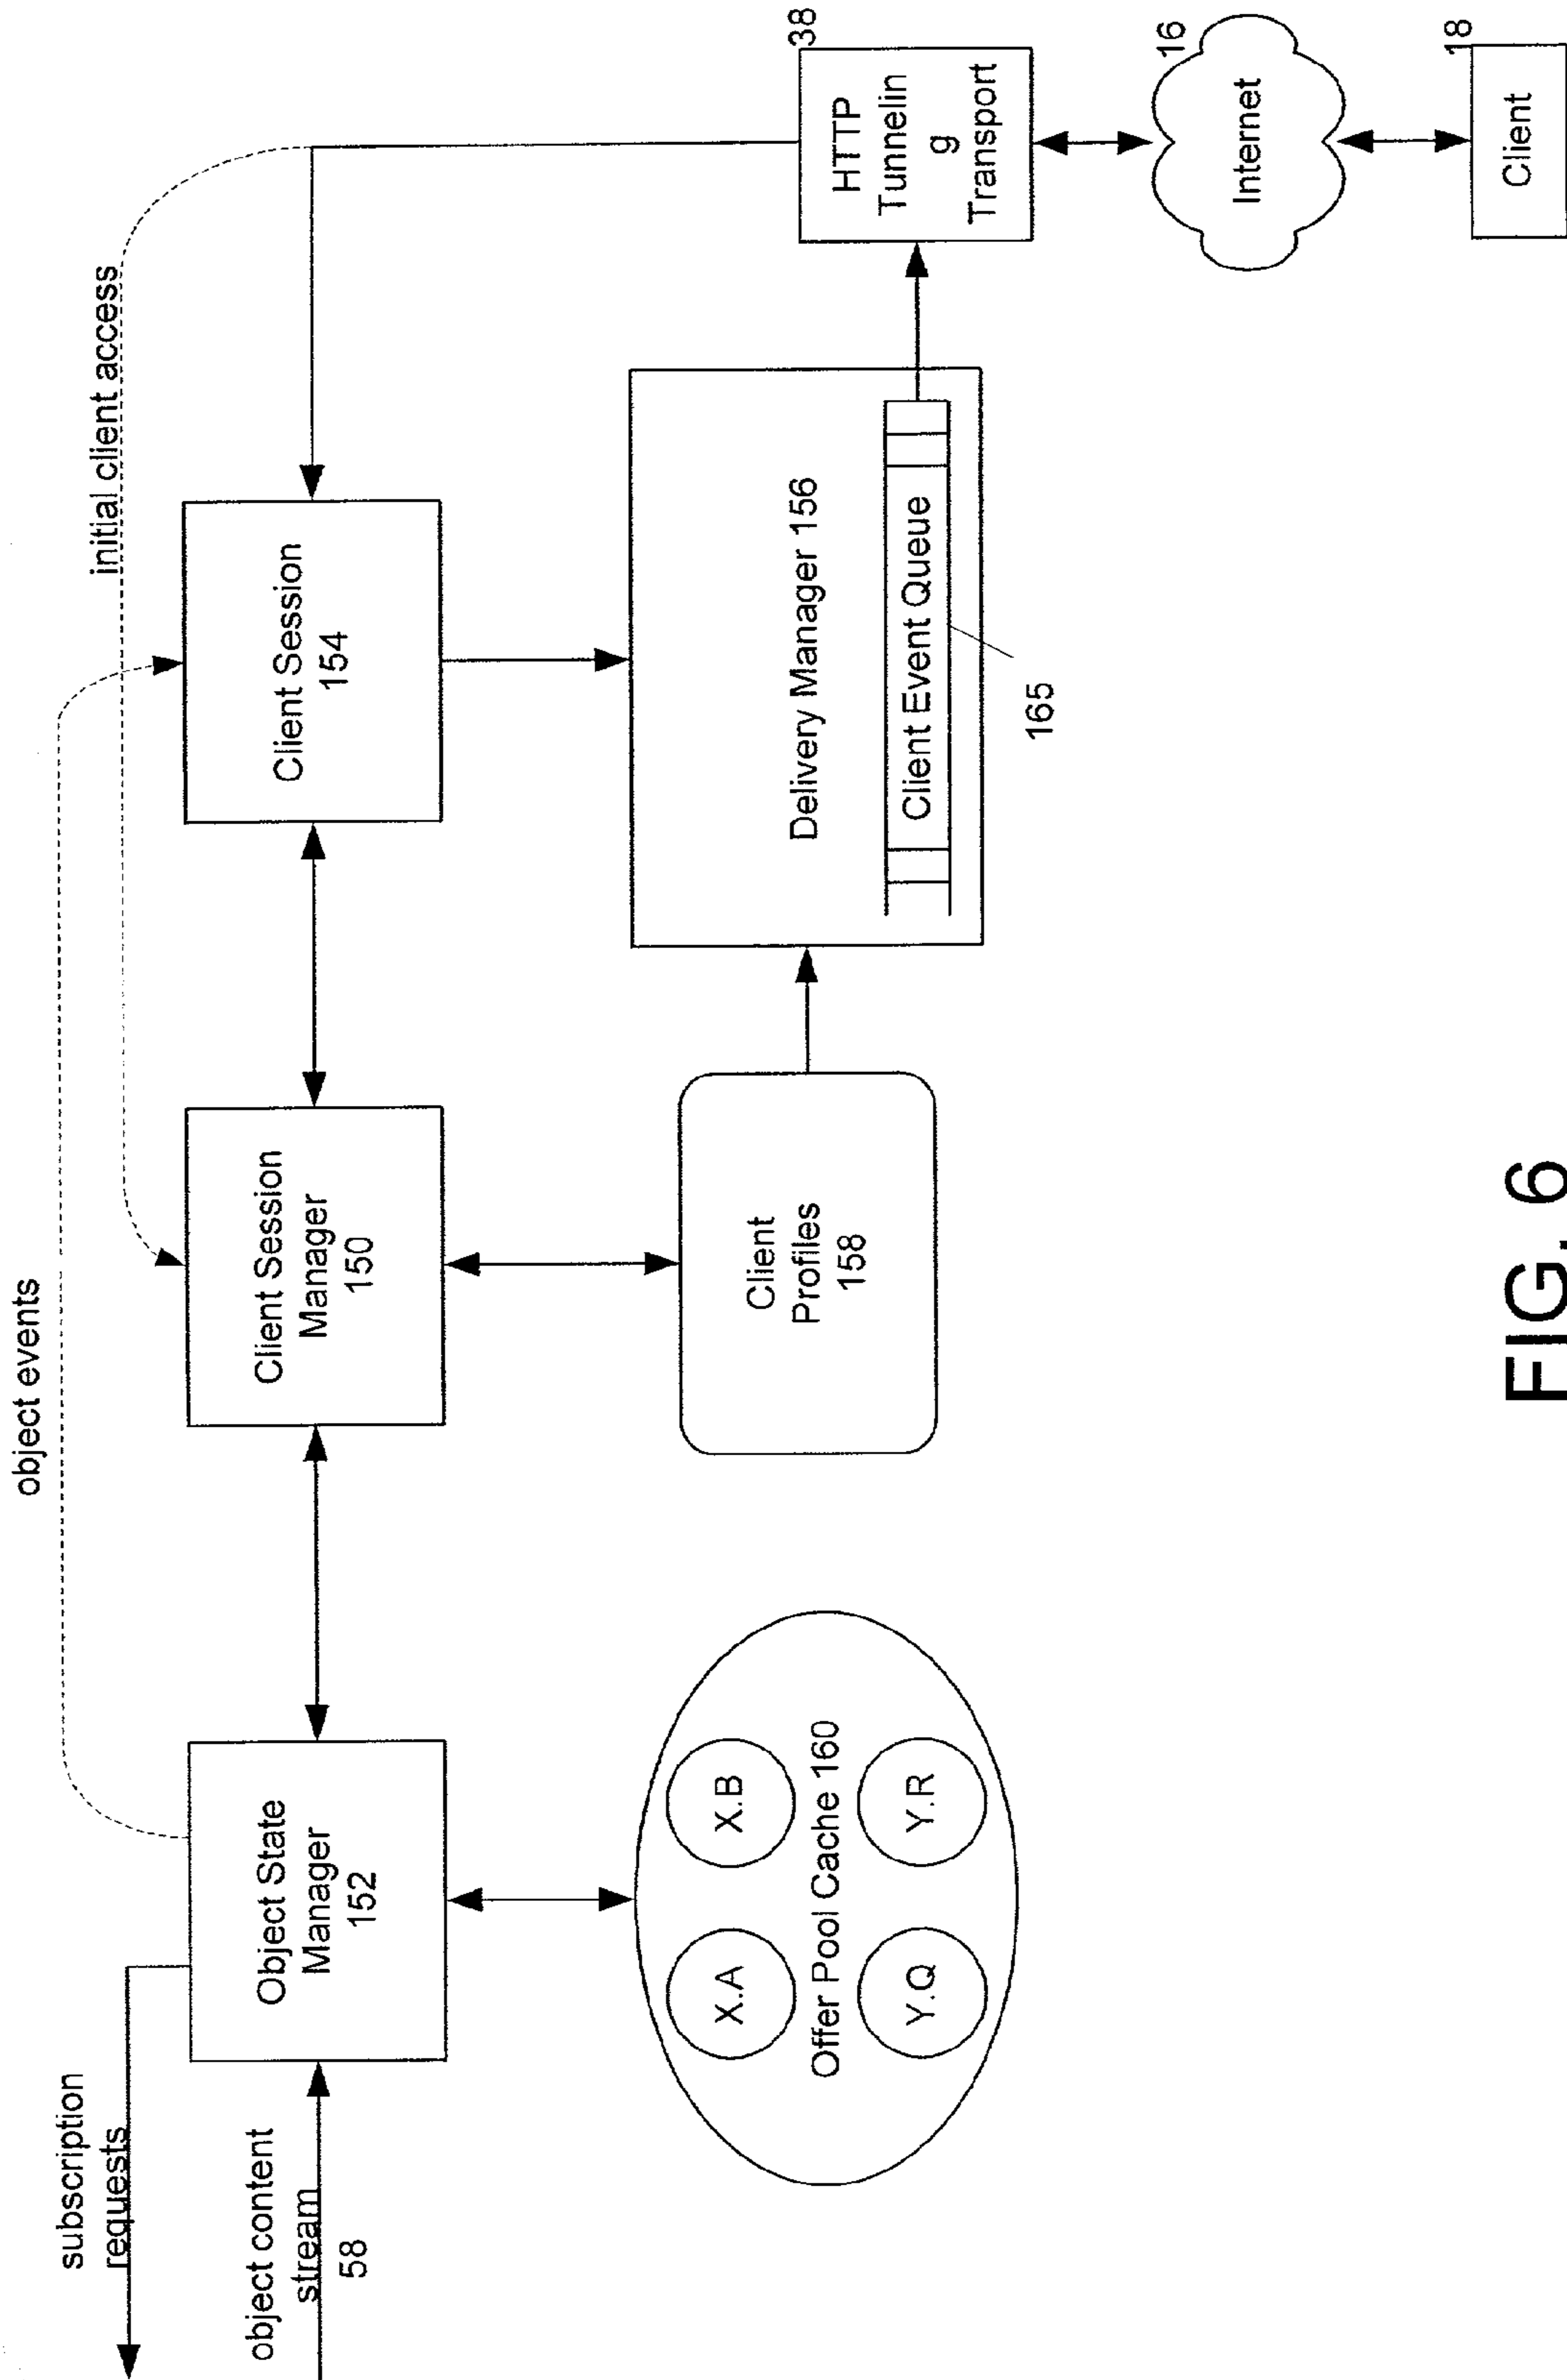 object events
initial client access
subscription
requests
object content
stream
58
Object State
Manager
152
Client Session
Manager
150
Client Session
154
X.A
X.B
Offer Pool Cache 160
Y.Q
Y.R
Client
Profiles
158
Delivery Manager 156
Client Event Queue
165
38
HTTP
Tunnelin
g
Transport
16
Internet
18
Client
FIG. 6